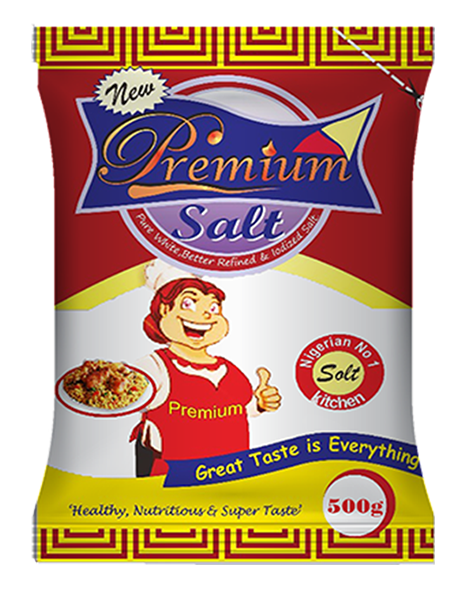 New
Premium
Salt
Pure White,Better Refined & Iodized Salt
Premium
Nigerian No 1
Solt
kitchen
Great Taste is Everything
'Healthy, Nutritious & Super Taste'
500g